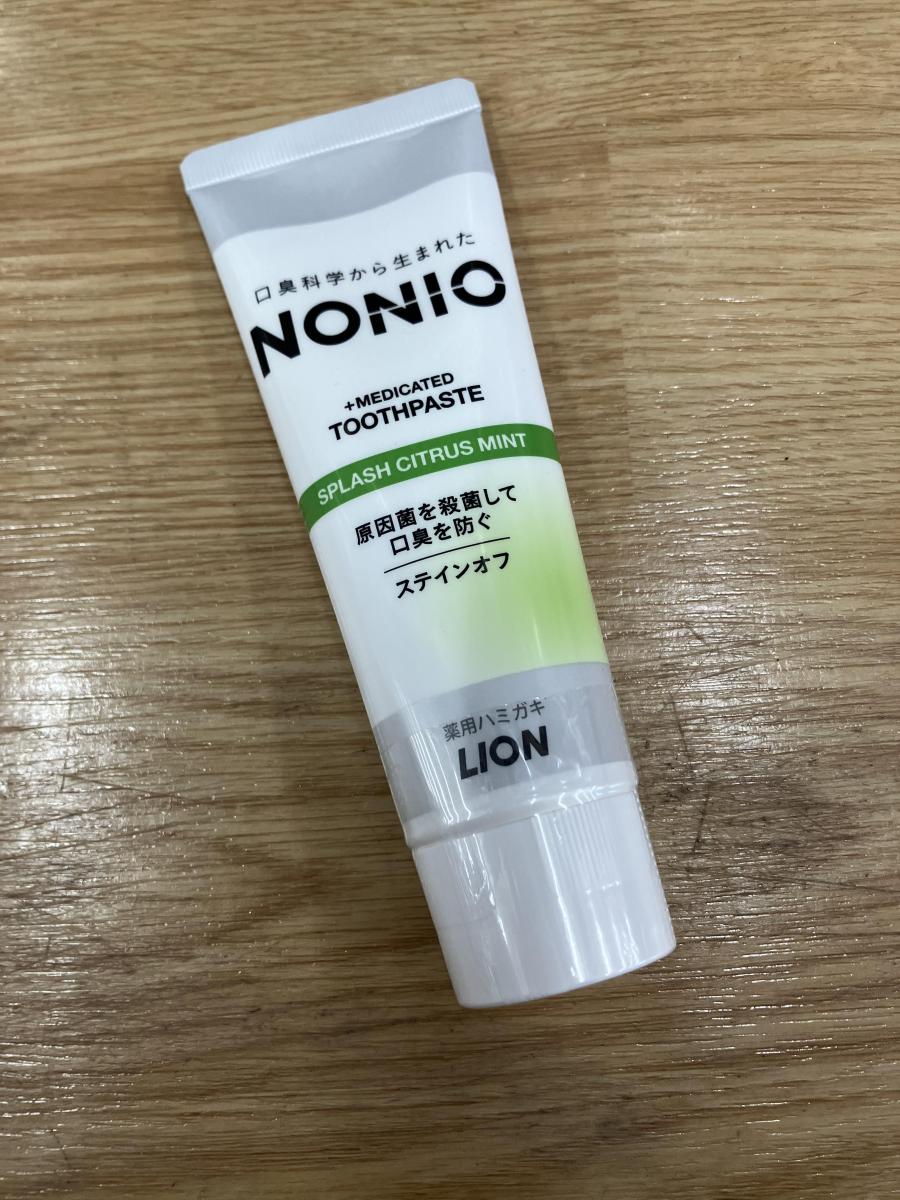 口臭科学から生まれた
NONIO
+MEDICATED
TOOTHPASTE
SPLASH CITRUS MINT
原因菌を殺菌して
口臭を防ぐ
ステインオフ
薬用ハミガキ
LION